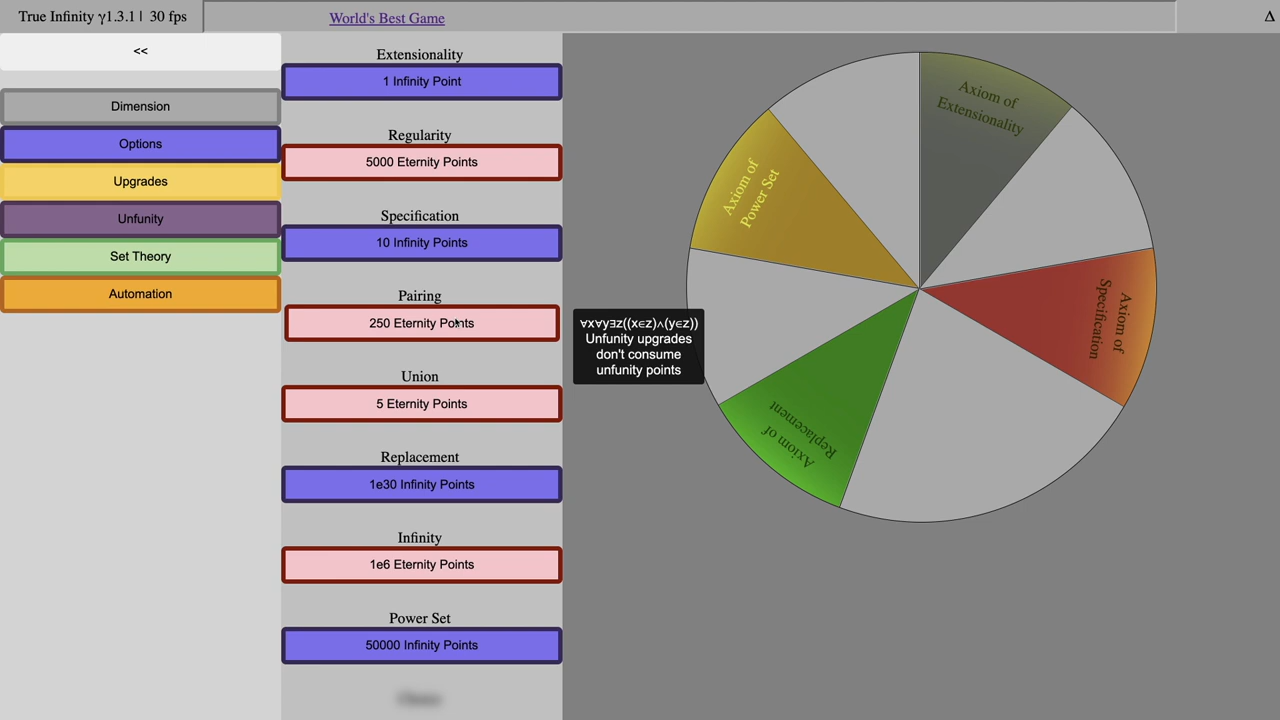 True Infinity γ1.3.1 | 30 fps
World's Best Game
Δ
<<
Dimension
Options
Upgrades
Unfunity
Set Theory
Automation
Extensionality
1 Infinity Point
Regularity
5000 Eternity Points
Specification
10 Infinity Points
Pairing
250 Eternity Points
Union
5 Eternity Points
Replacement
1e30 Infinity Points
Infinity
1e6 Eternity Points
Power Set
50000 Infinity Points
∀x∀y∃z((x∈z)∧(y∈z))
Unfunity upgrades
don't consume
unfunity points
Axiom of
Extensionality
Axiom of
Specification
Axiom of
Replacement
Axiom of
Power Set